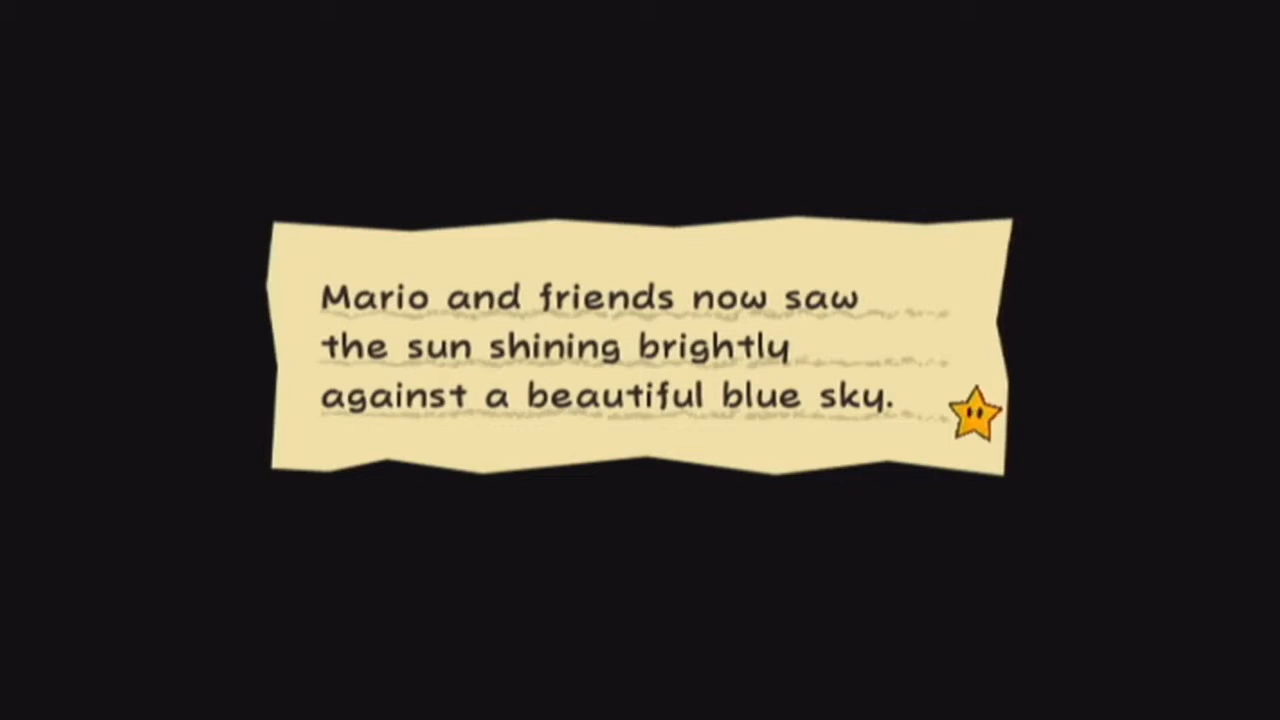 Mario and friends now saw
the sun shining brightly
against a beautiful blue sky.